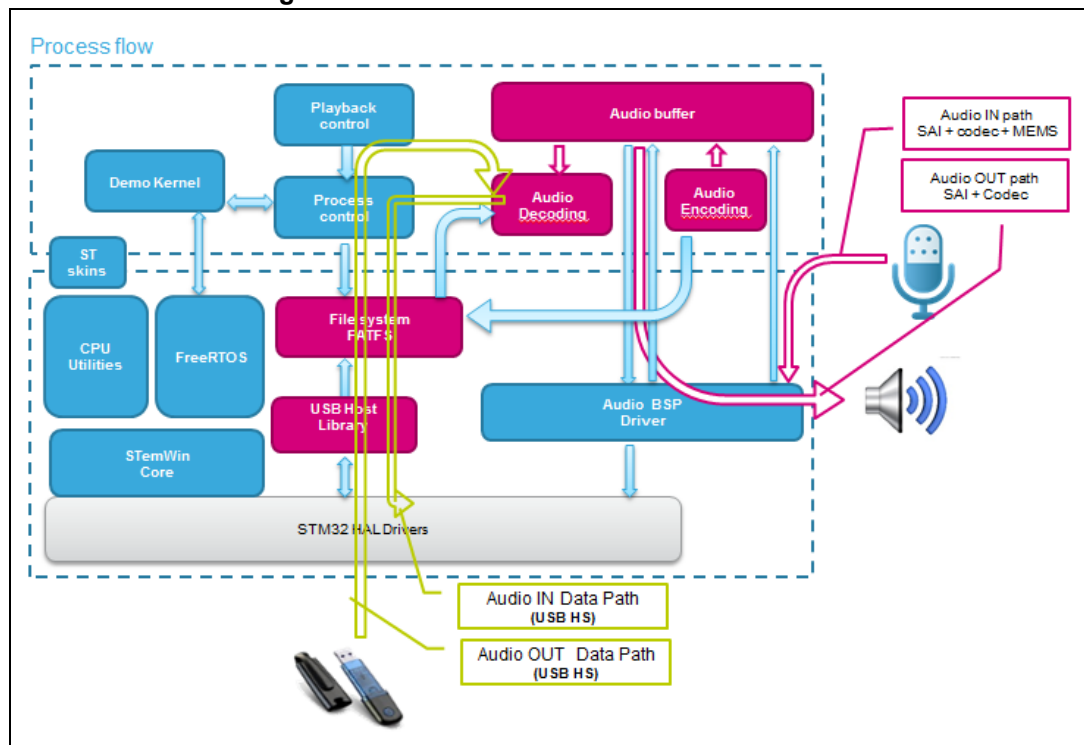 Process flow
Playback
control
Audio buffer
Audio IN path
SAI + codec + MEMS
Audio OUT path
SAI + Codec
Demo Kernel
Process
control
Audio
Decoding
Audio
Encoding
ST
skins
CPU
Utilities
FreeRTOS
File system
FATFS
USB Host
Library
Audio BSP
Driver
STemWin
Core
STM32 HAL Drivers
Audio IN Data Path
(USB HS)
Audio OUT Data Path
(USB HS)